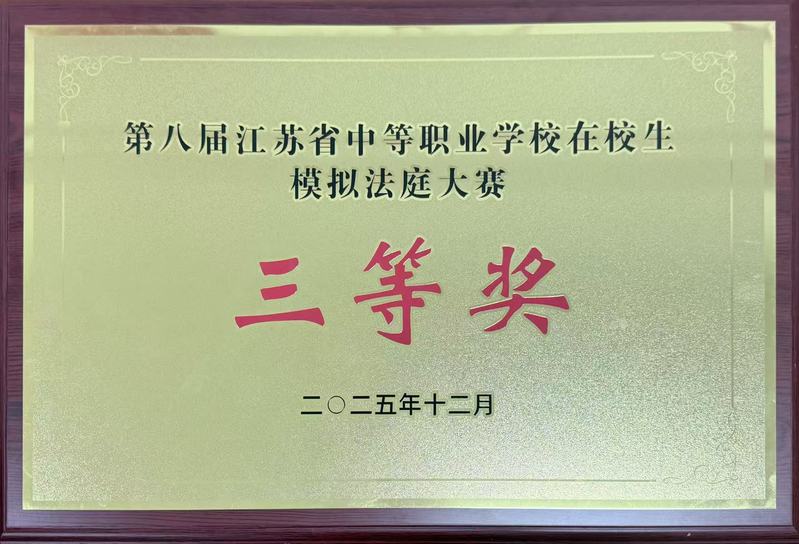 第八届江苏省中等职业学校在校生
模拟法庭大赛
三等奖
二〇二五年十二月